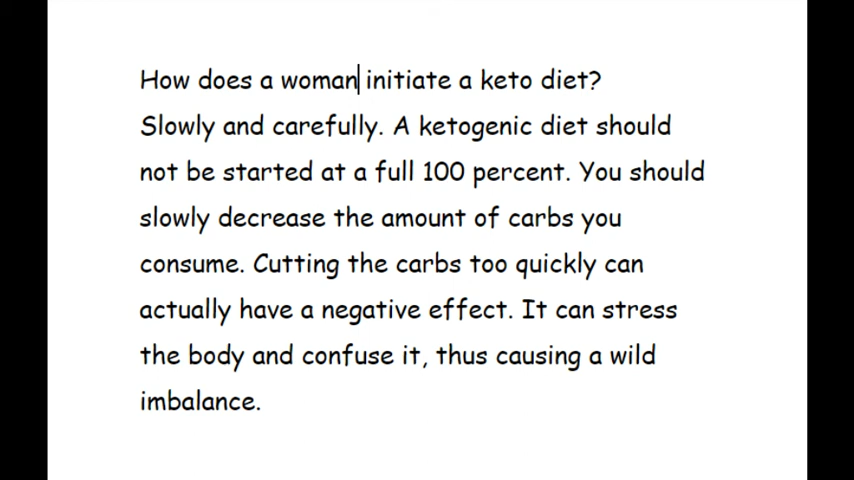 How does a woman initiate a keto diet?
Slowly and carefully. A ketogenic diet should
not be started at a full 100 percent. You should
slowly decrease the amount of carbs you
consume. Cutting the carbs too quickly can
actually have a negative effect. It can stress
the body and confuse it, thus causing a wild
imbalance.